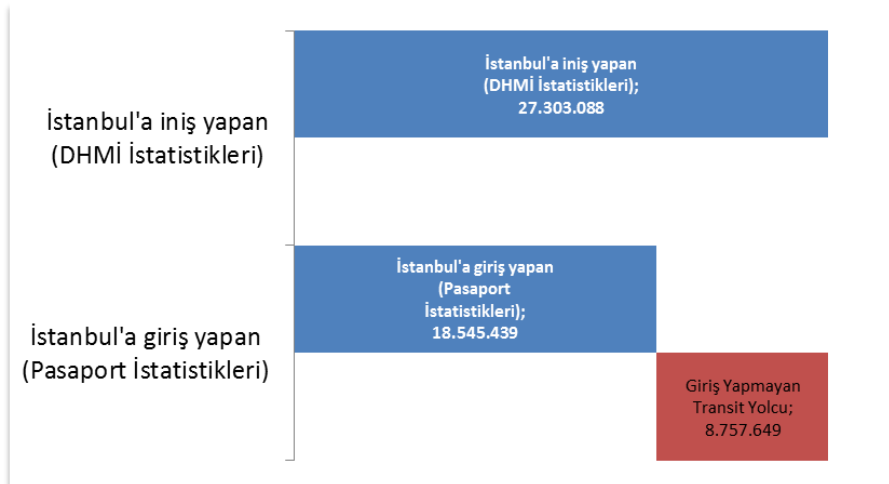 İstanbul'a iniş yapan
(DHMİ İstatistikleri);
27.303.088
İstanbul'a iniş yapan
(DHMİ İstatistikleri)
İstanbul'a giriş yapan
(Pasaport
İstatistikleri);
18.545.439
İstanbul'a giriş yapan
(Pasaport İstatistikleri)
Giriş Yapmayan
Transit Yolcu;
8.757.649